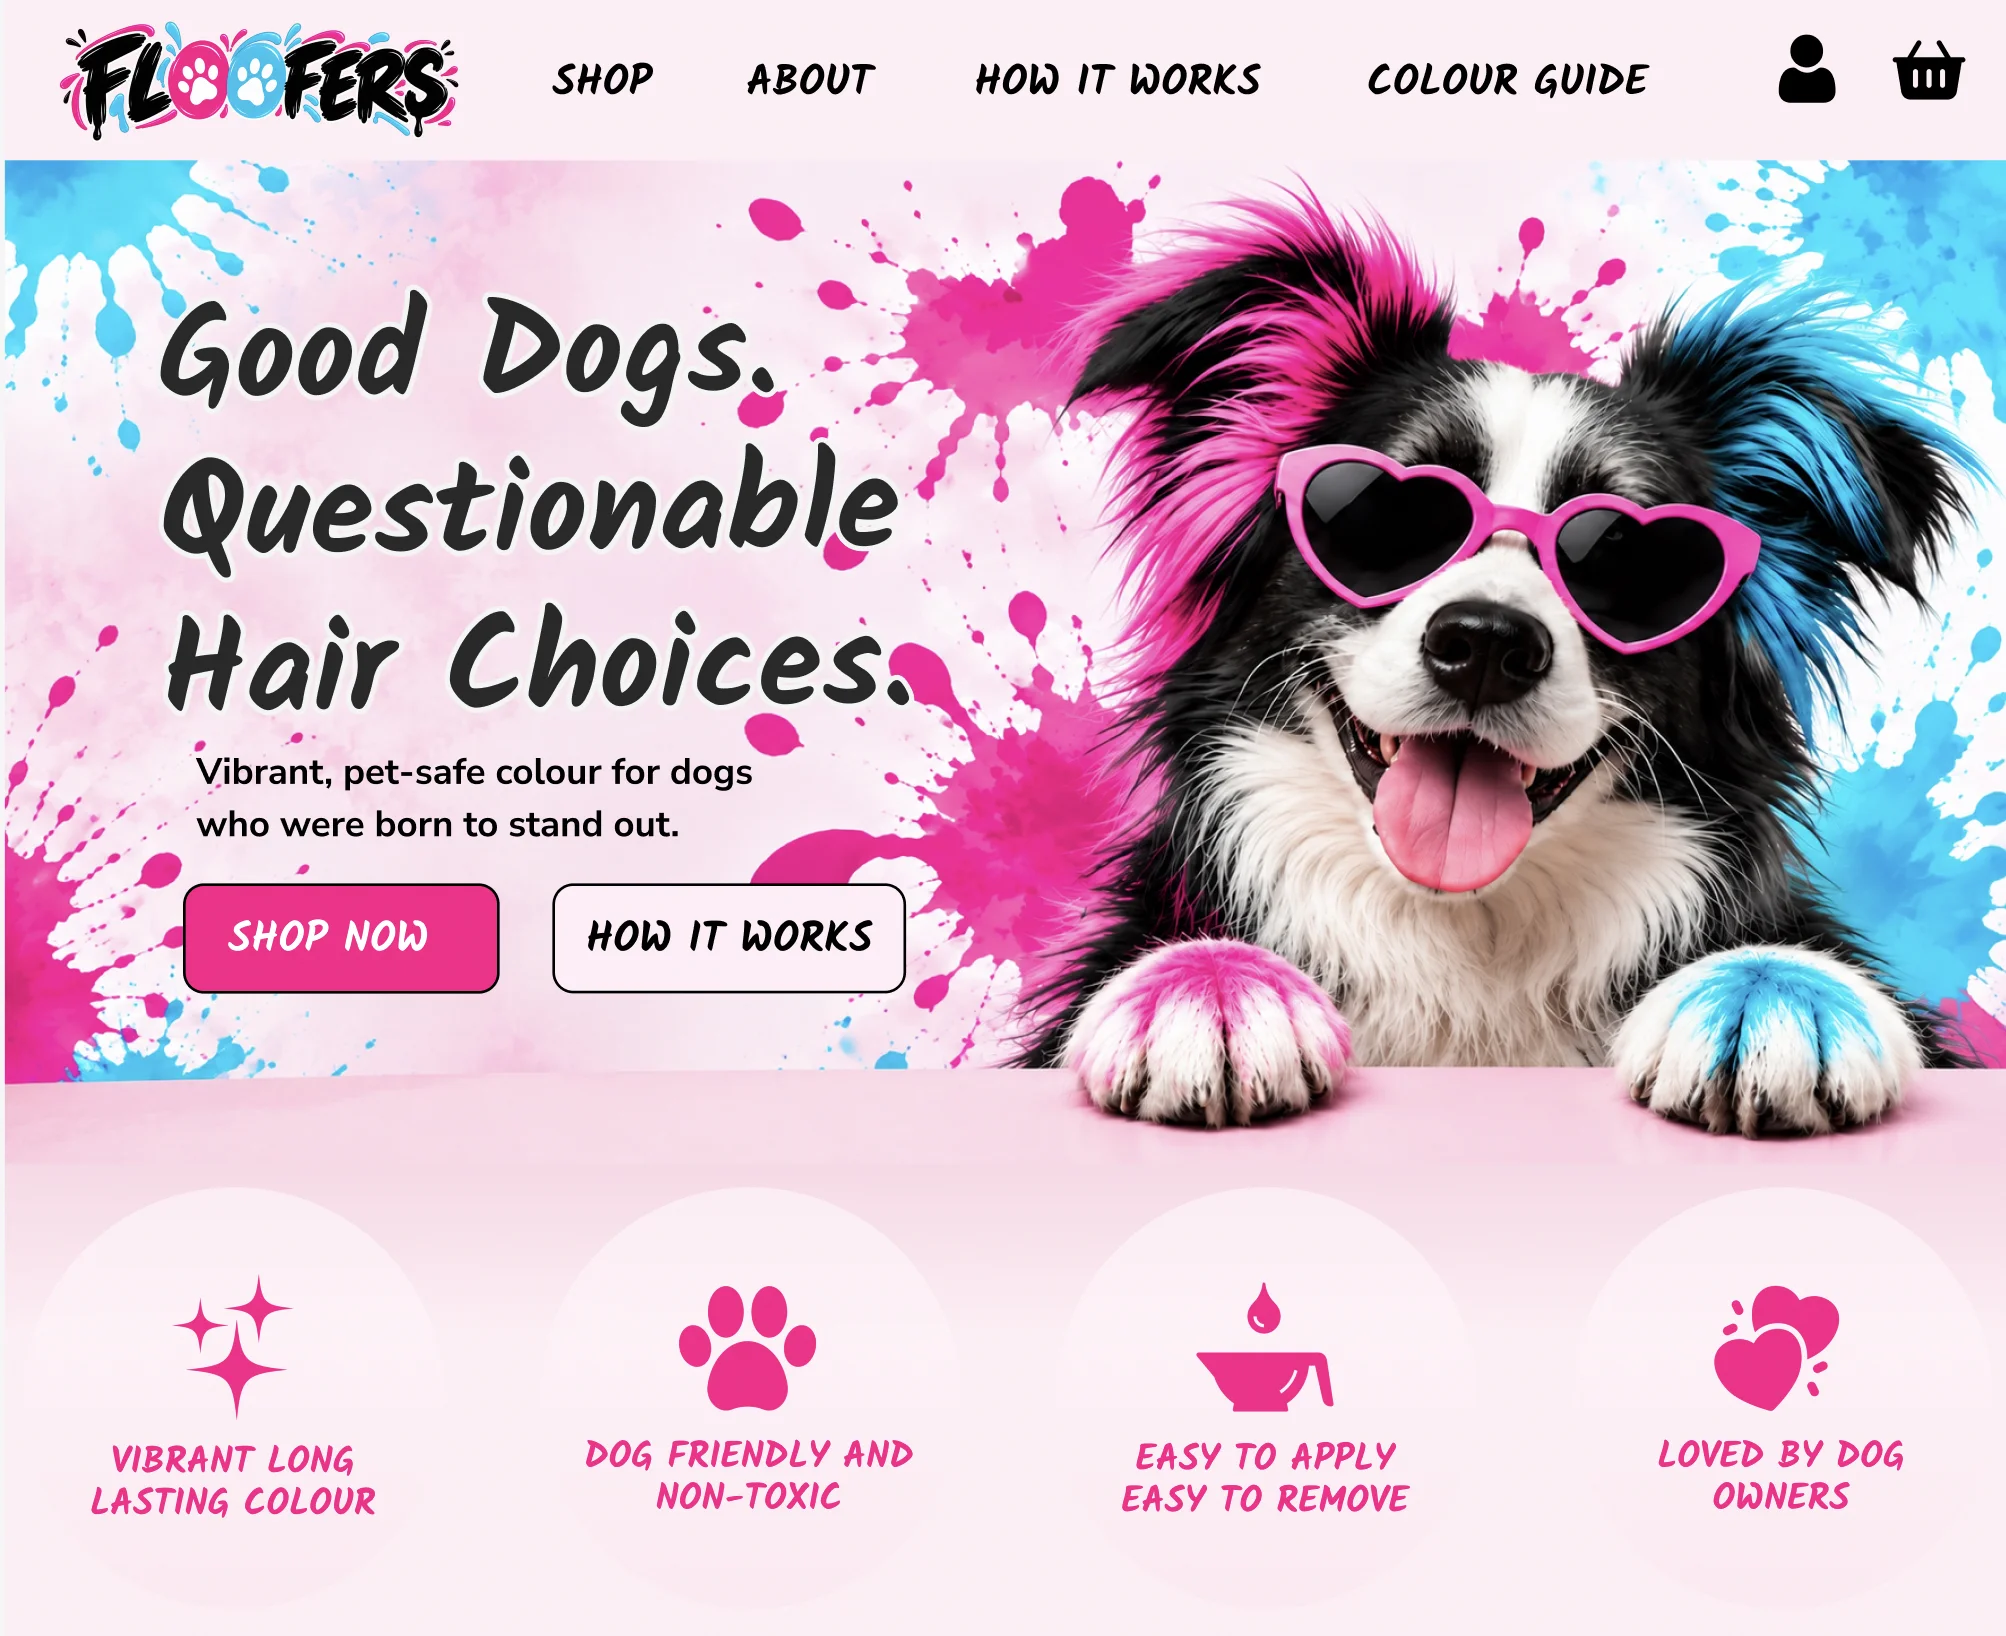 FLOOFERS
SHOP
ABOUT
HOW IT WORKS
COLOUR GUIDE
Good Dogs.
Questionable
Hair Choices.
Vibrant, pet-safe colour for dogs
who were born to stand out.
SHOP NOW
HOW IT WORKS
VIBRANT LONG
LASTING COLOUR
DOG FRIENDLY AND
NON-TOXIC
EASY TO APPLY
EASY TO REMOVE
LOVED BY DOG
OWNERS